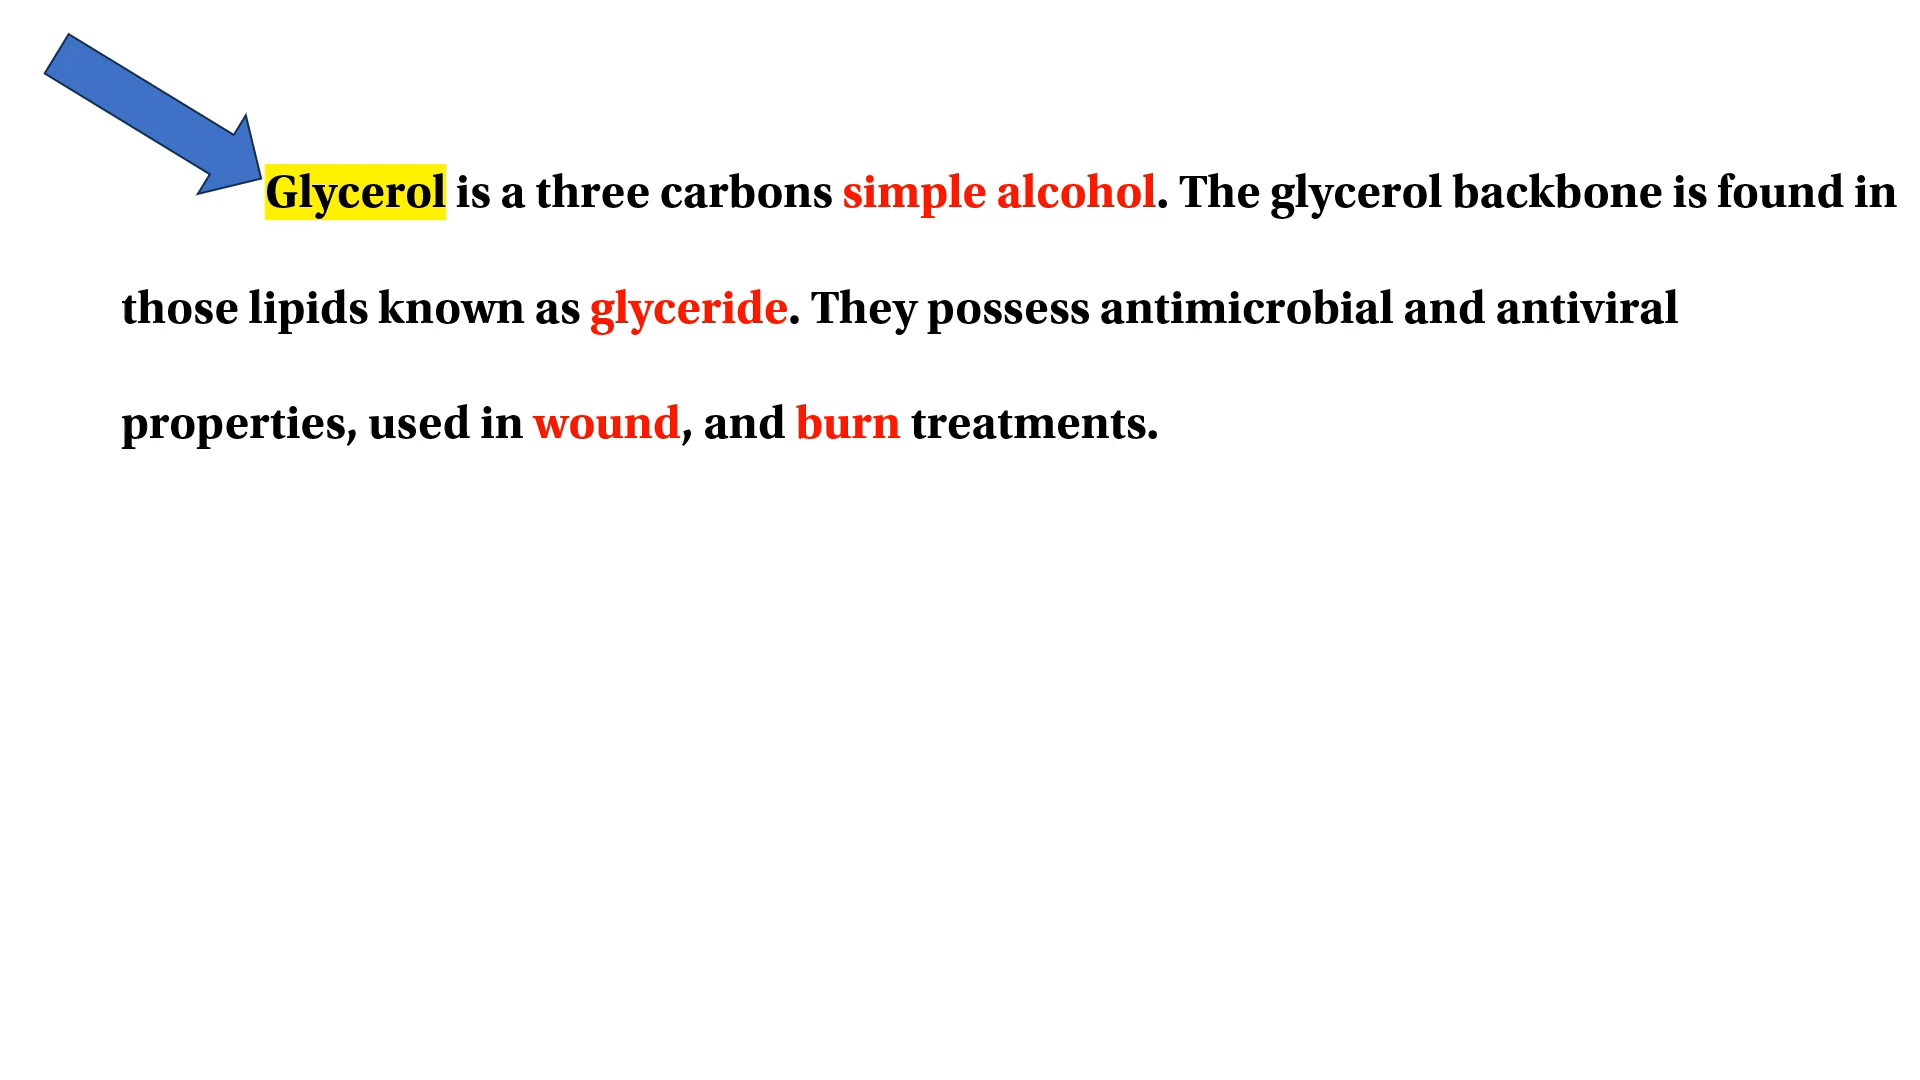 Glycerol is a three carbons simple alcohol. The glycerol backbone is found in
those lipids known as glyceride. They possess antimicrobial and antiviral
properties, used in wound, and burn treatments.